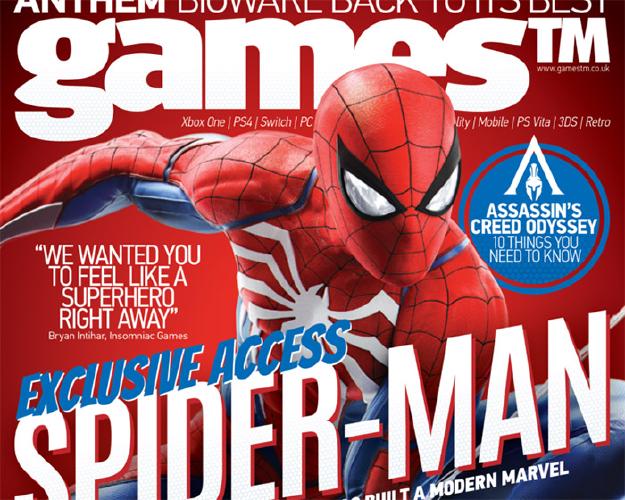 ANTHEM BIOWARE BACK TO ITS BEST
gamesTM
www.gamestm.co.uk
Xbox One | PS4 | Switch | PC
lity | Mobile | PS Vita | 3DS | Retro
ASSASSIN'S
CREED ODYSSEY
10 THINGS YOU
NEED TO KNOW
“WE WANTED YOU
TO FEEL LIKE A
SUPERHERO
RIGHT AWAY”
Bryan Intihar, Insomniac Games
EXCLUSIVE ACCESS
SPIDER-MAN
BUILT A MODERN MARVEL